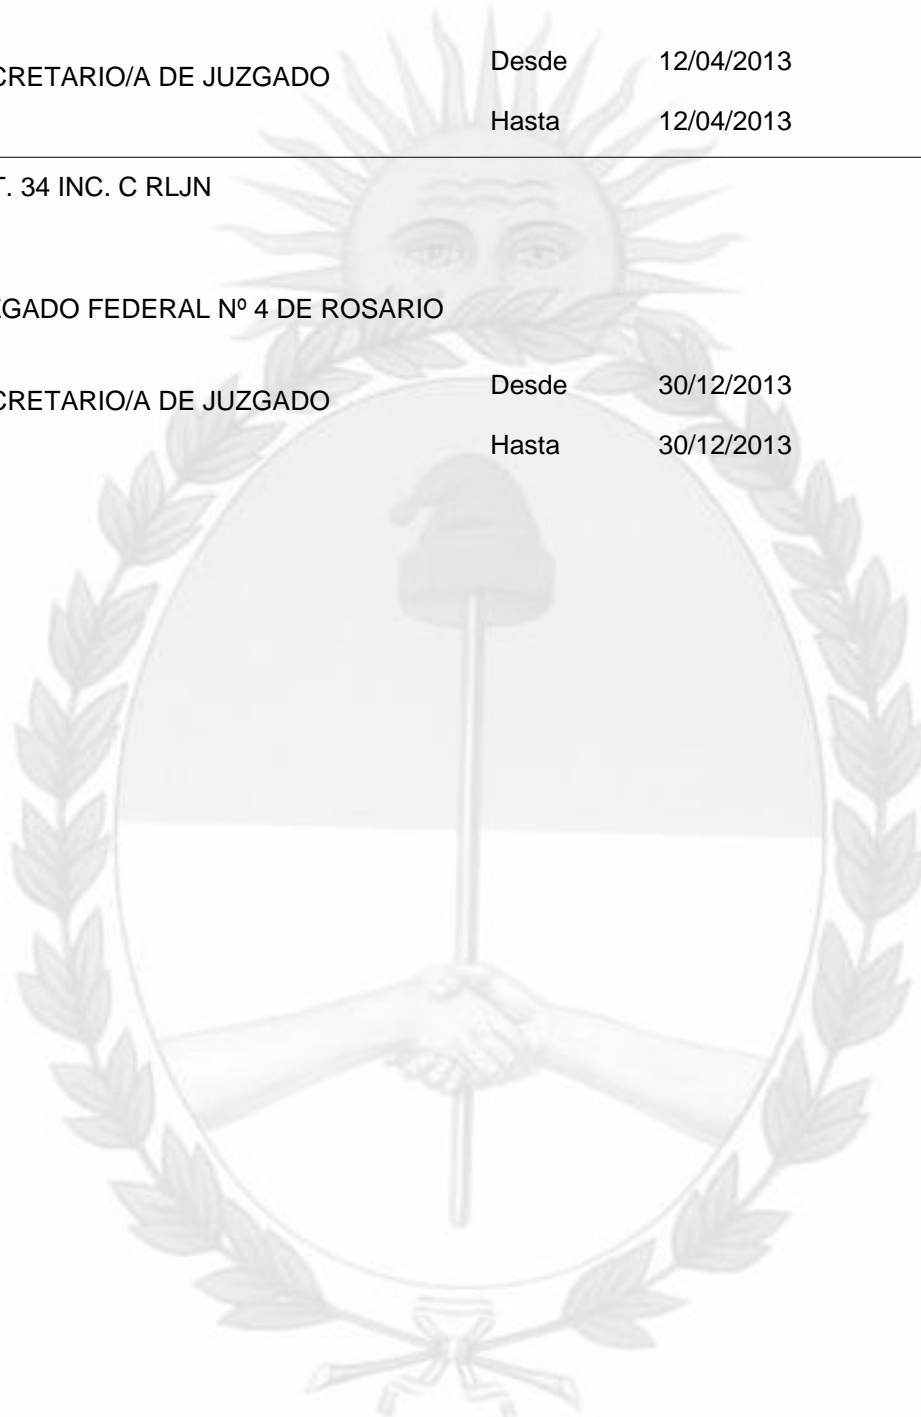 Desde 12/04/2013
CRETARIO/A DE JUZGADO
Hasta 12/04/2013
T. 34 INC. C RLJN
ZGADO FEDERAL Nº 4 DE ROSARIO
Desde 30/12/2013
CRETARIO/A DE JUZGADO
Hasta 30/12/2013